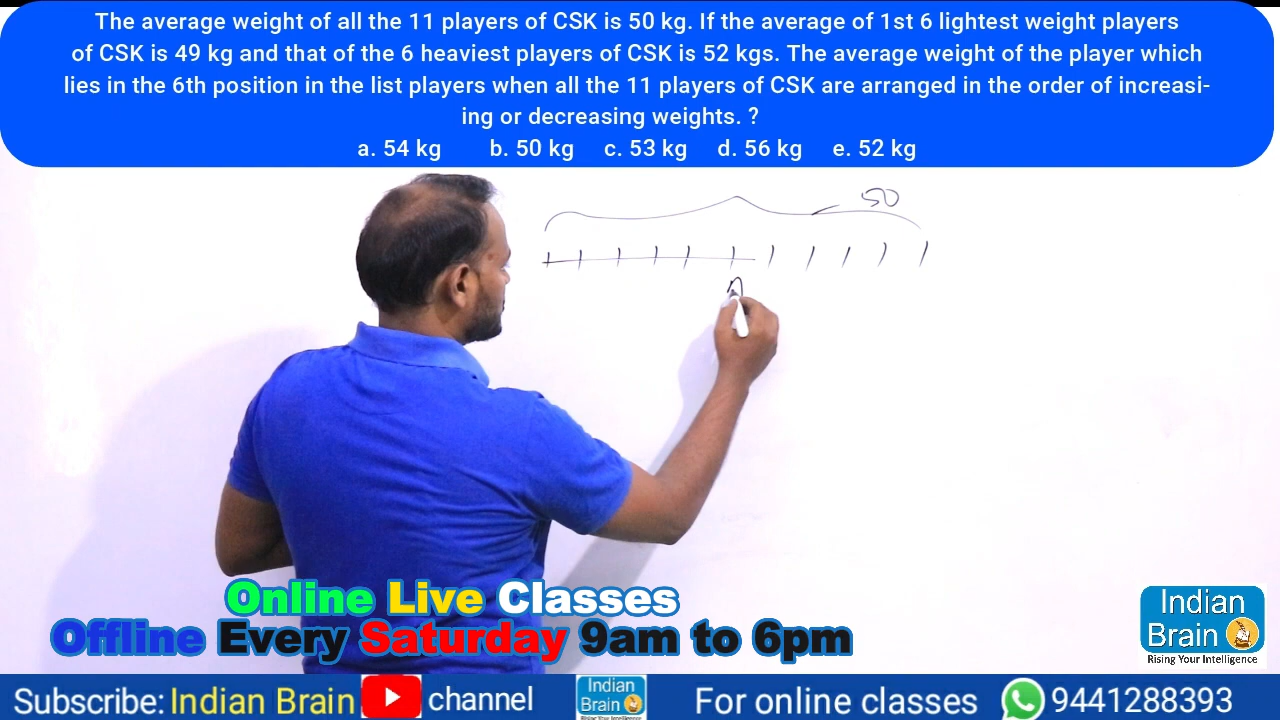 The average weight of all the 11 players of CSK is 50 kg. If the average of 1st 6 lightest weight players
of CSK is 49 kg and that of the 6 heaviest players of CSK is 52 kgs. The average weight of the player which
lies in the 6th position in the list players when all the 11 players of CSK are arranged in the order of increasi-
ing or decreasing weights. ?
a. 54 kg b. 50 kg c. 53 kg d. 56 kg e. 52 kg
50
Online Live Classes
Offline Every Saturday 9am to 6pm
Indian
Brain
Rising Your Intelligence
Subscribe: Indian Brain channel
Indian
Brain
Rising Your Intelligence
For online classes 9441288393